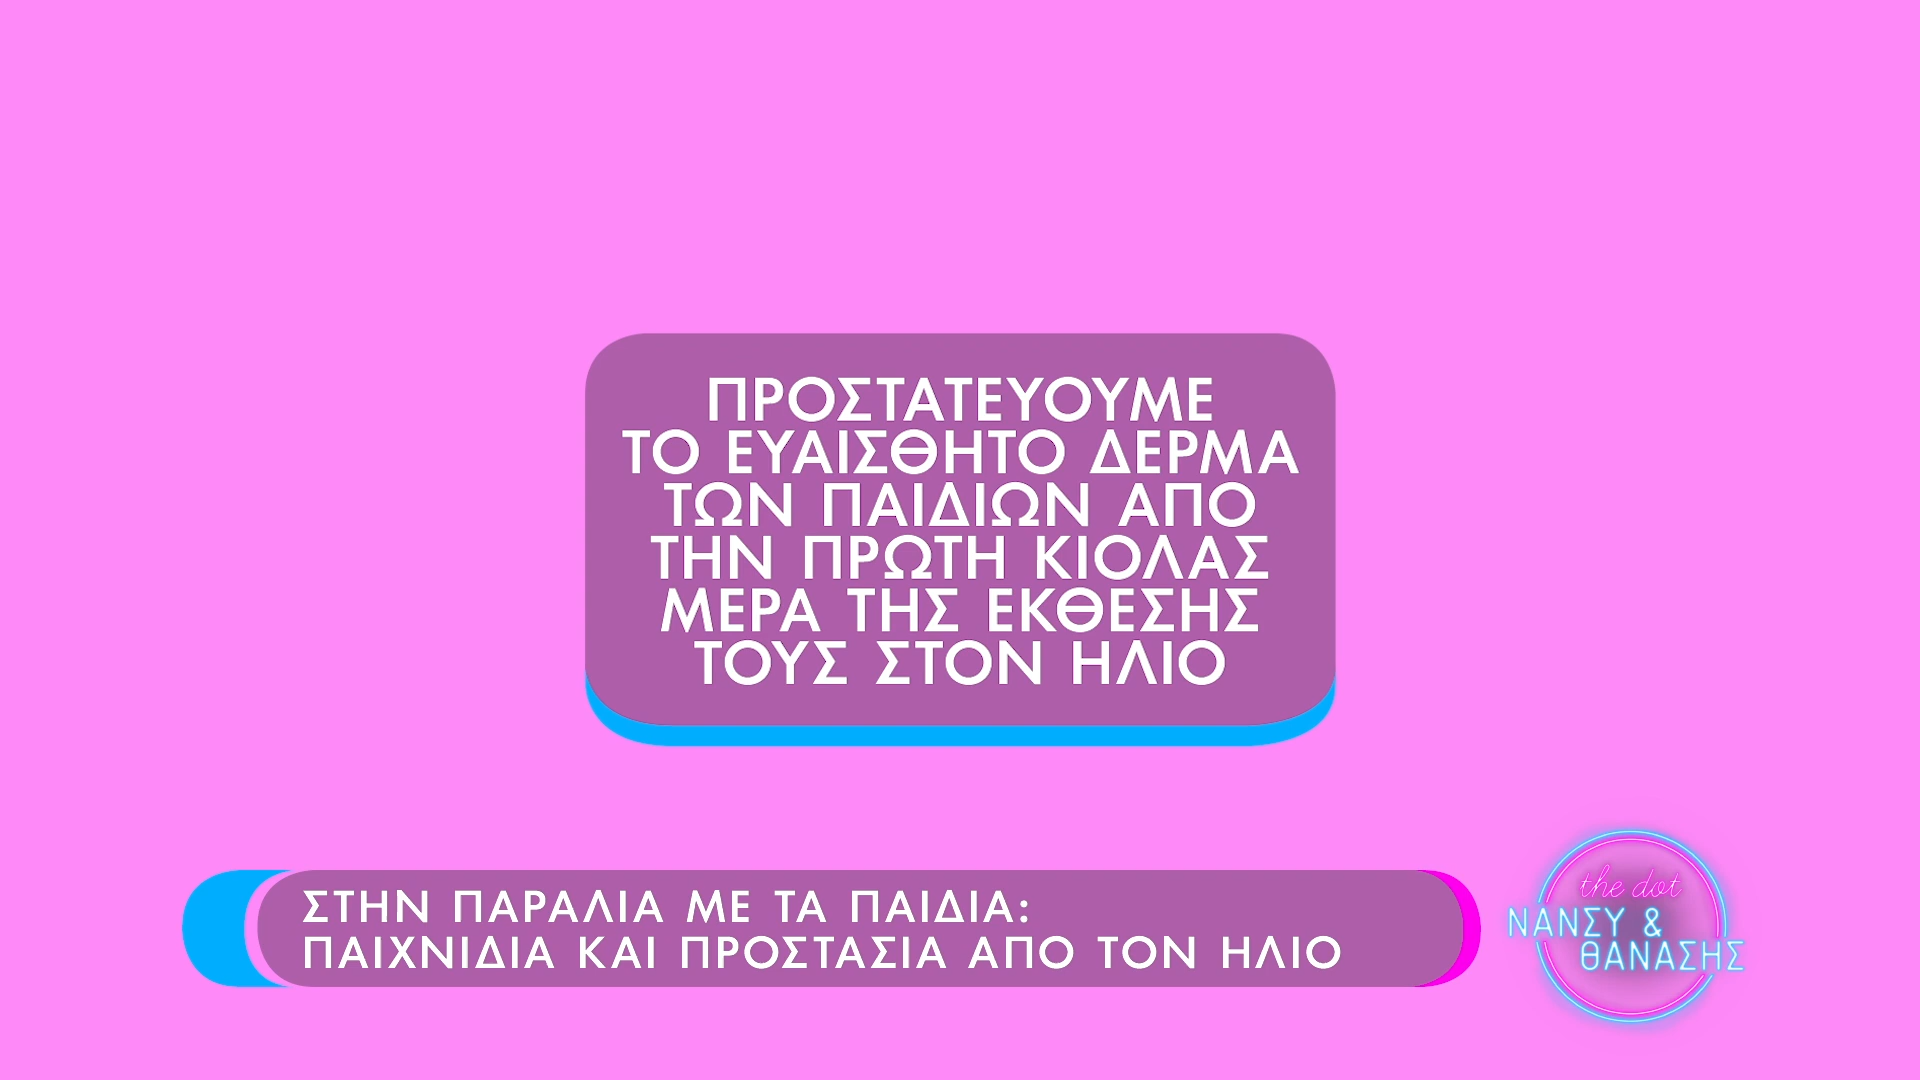 ΠΡΟΣΤΑΤΕΥΟΥΜΕ
ΤΟ ΕΥΑΙΣΘΗΤΟ ΔΕΡΜΑ
ΤΩΝ ΠΑΙΔΙΩΝ ΑΠΟ
ΤΗΝ ΠΡΩΤΗ ΚΙΟΛΑΣ
ΜΕΡΑ ΤΗΣ ΕΚΘΕΣΗΣ
ΤΟΥΣ ΣΤΟΝ ΗΛΙΟ
ΣΤΗΝ ΠΑΡΑΛΙΑ ΜΕ ΤΑ ΠΑΙΔΙΑ:
ΠΑΙΧΝΙΔΙΑ ΚΑΙ ΠΡΟΣΤΑΣΙΑ ΑΠΟ ΤΟΝ ΗΛΙΟ
the dot
ΝΑΝΣΥ &
ΘΑΝΑΣΗΣ